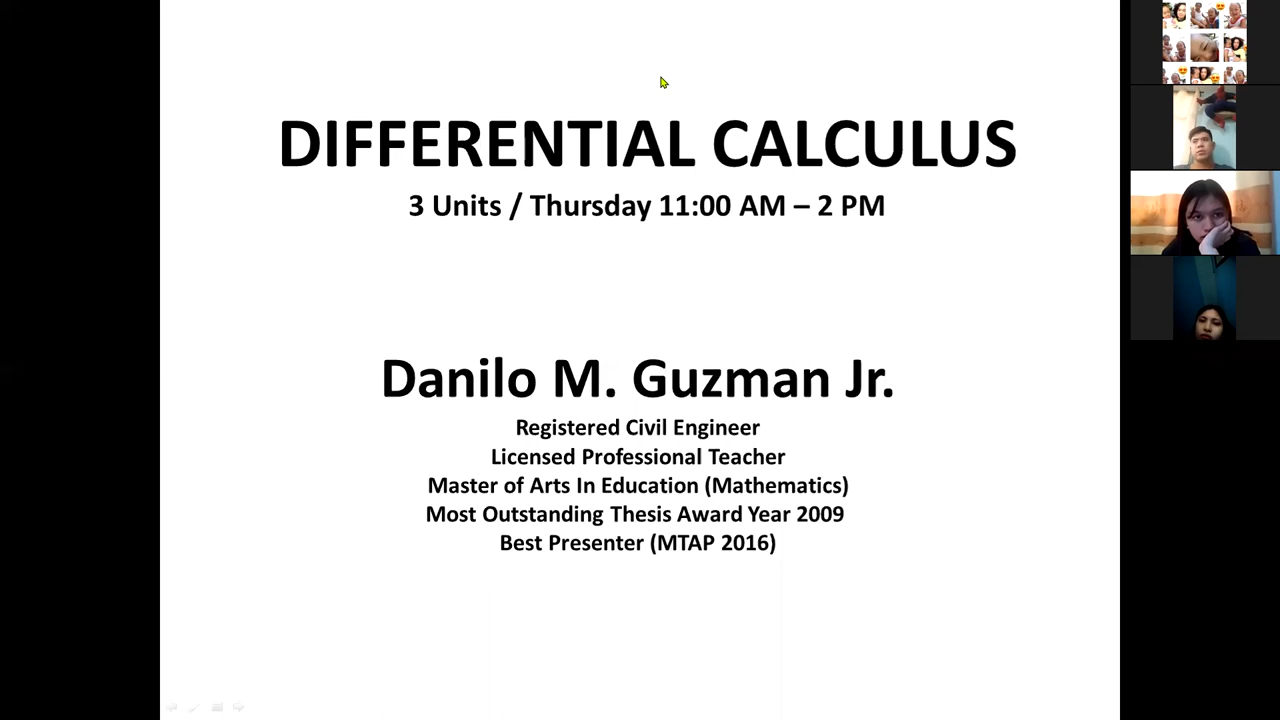 DIFFERENTIAL CALCULUS
3 Units / Thursday 11:00 AM – 2 PM
Danilo M. Guzman Jr.
Registered Civil Engineer
Licensed Professional Teacher
Master of Arts In Education (Mathematics)
Most Outstanding Thesis Award Year 2009
Best Presenter (MTAP 2016)